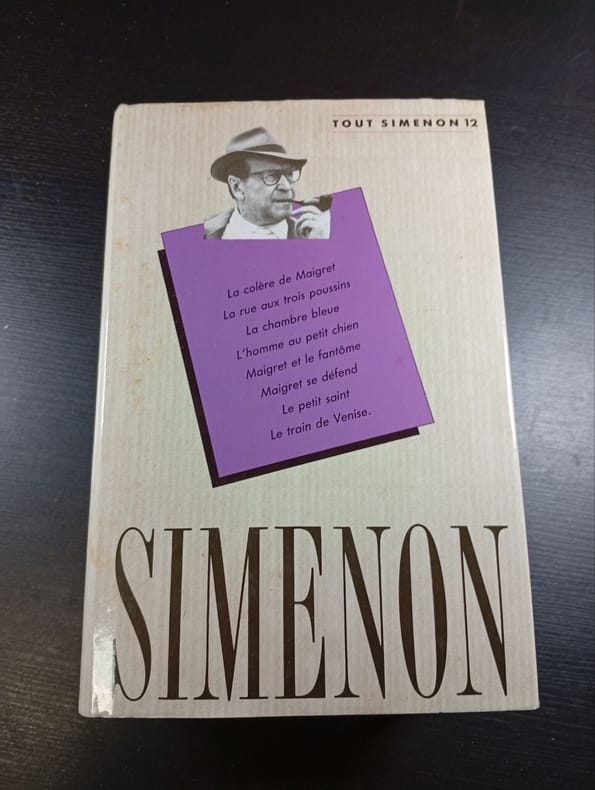 TOUT SIMENON 12
La colère de Maigret
La rue aux trois poussins
La chambre bleue
L'homme au petit chien
Maigret et le fantôme
Maigret se défend
Le petit saint
Le train de Venise.
SIMENON